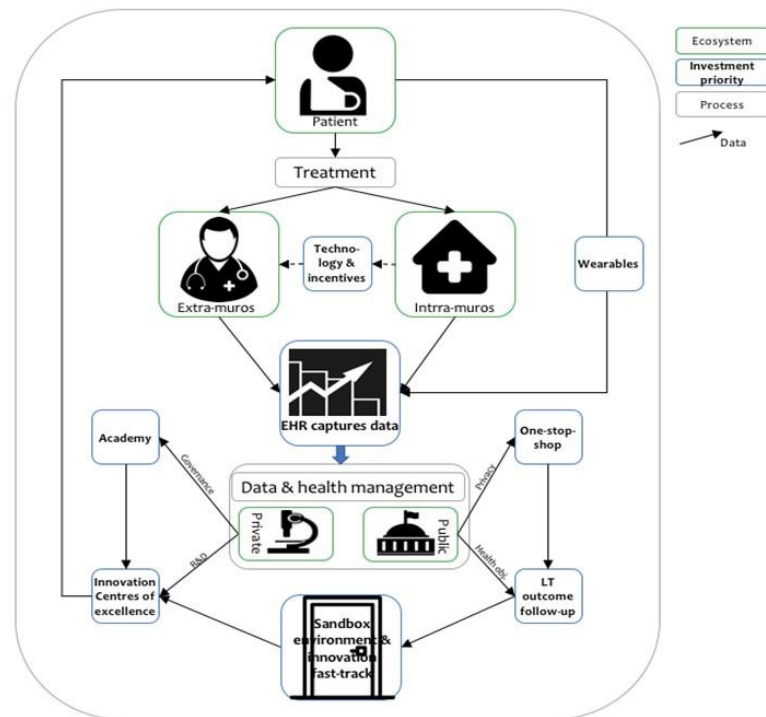 Ecosystem
Investment
priority
Process
Data
Patient
Treatment
Extra-muros
Techno-
logy &
incentives
Intrra-muros
Wearables
EHR captures data
Academy
One-stop-
shop
Governance
Privacy
Data & health management
Private
Public
R&D
Health obj.
Innovation
Centres of
excellence
LT
outcome
follow-up
Sandbox
environment &
innovation
fast-track